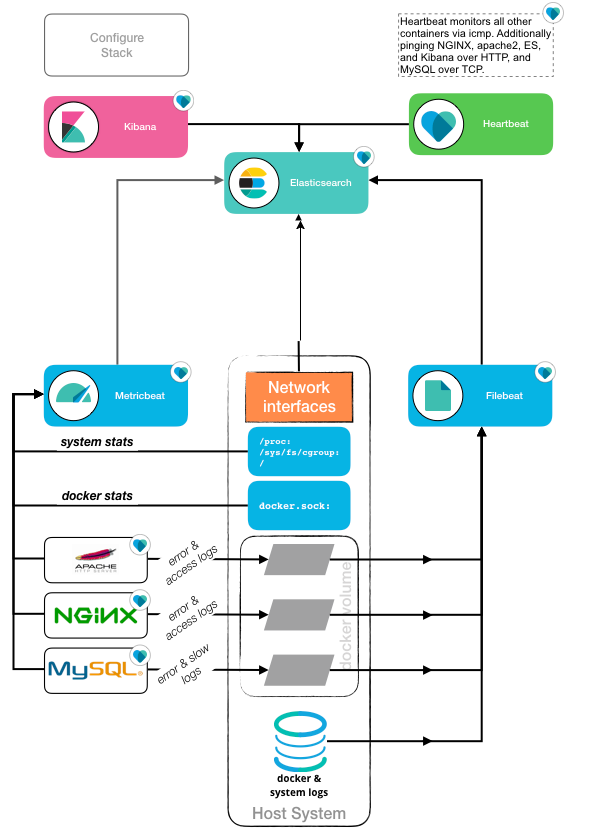 Configure
Stack
Heartbeat monitors all other
containers via icmp. Additionally
pinging NGINX, apache2, ES,
and Kibana over HTTP, and
MySQL over TCP.
Kibana
Heartbeat
Elasticsearch
Metricbeat
Filebeat
Network
interfaces
system stats
/proc:
/sys/fs/cgroup:
/
docker stats
docker.sock:
APACHE
HTTP SERVER
error &
access logs
NGINX
error &
access logs
MySQL®
error & slow
logs
docker volume
docker &
system logs
Host System